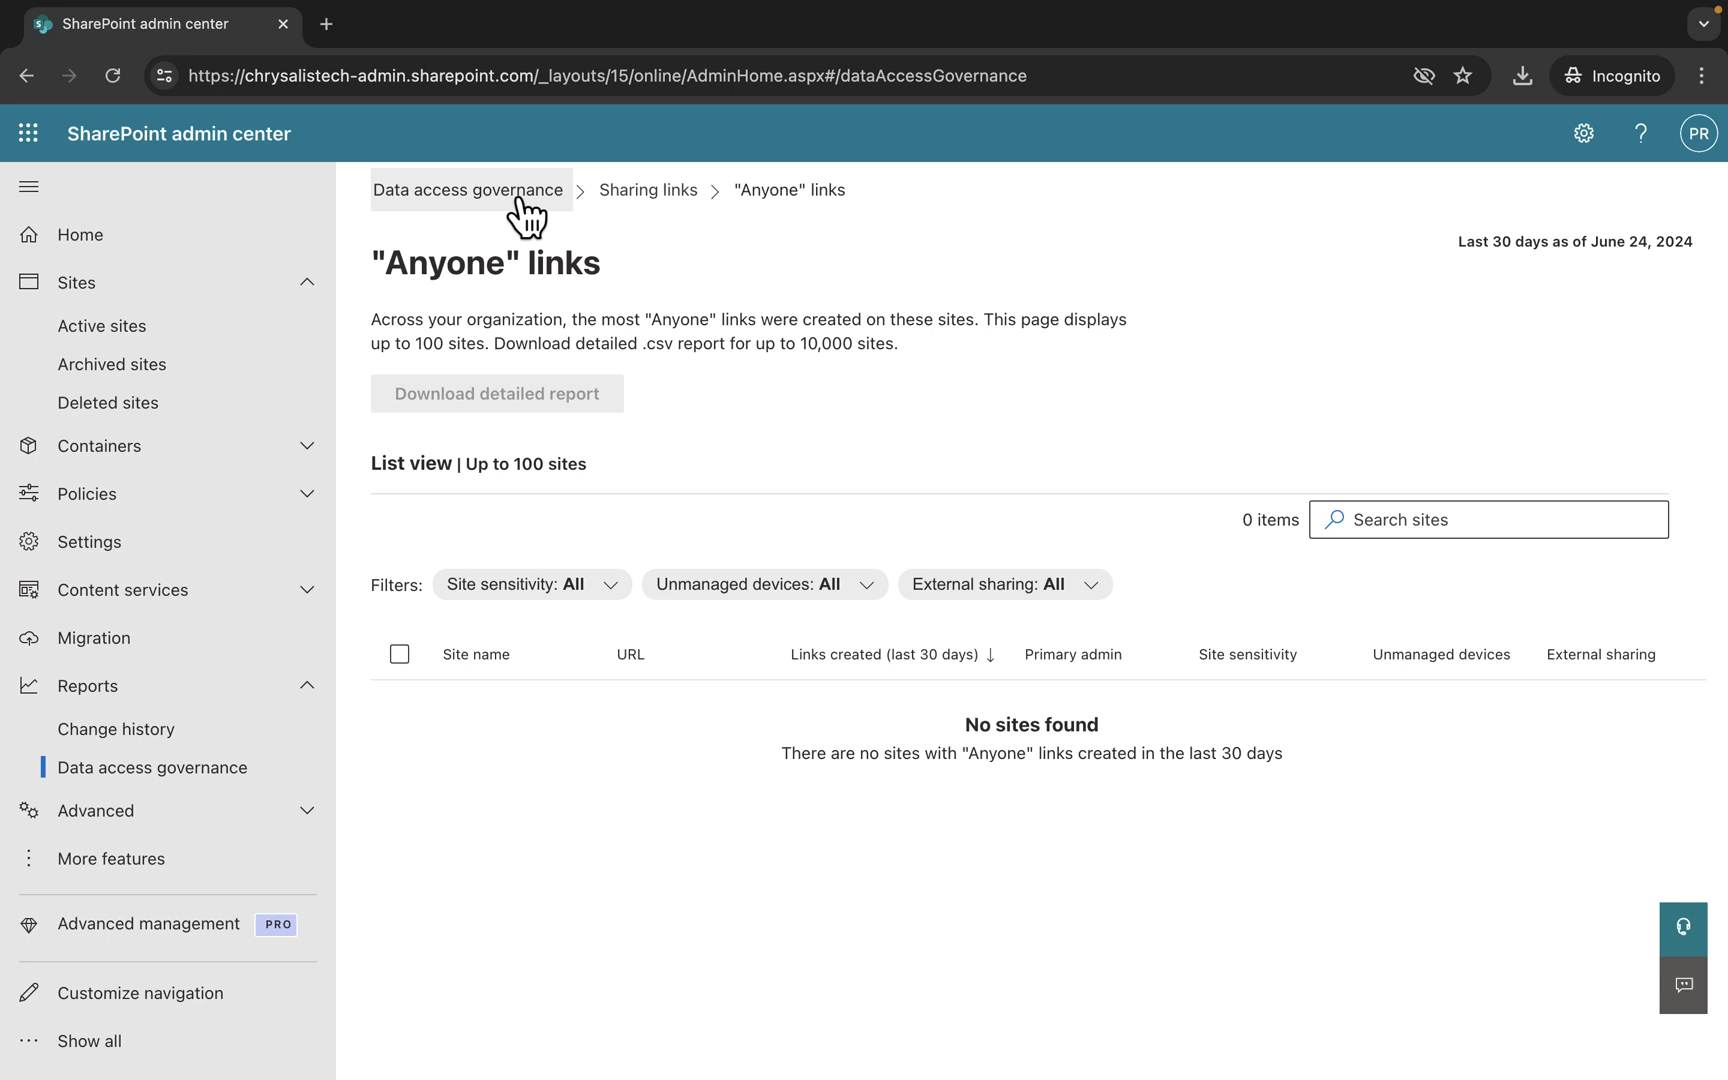 SharePoint admin center
https://chrysalistech-admin.sharepoint.com/_layouts/15/online/AdminHome.aspx#/dataAccessGovernance
Incognito
SharePoint admin center
PR
Home
Sites
Active sites
Archived sites
Deleted sites
Containers
Policies
Settings
Content services
Migration
Reports
Change history
Data access governance
Advanced
More features
Advanced management PRO
Customize navigation
Show all
Data access governance > Sharing links > "Anyone" links
Last 30 days as of June 24, 2024
"Anyone" links
Across your organization, the most "Anyone" links were created on these sites. This page displays
up to 100 sites. Download detailed .csv report for up to 10,000 sites.
Download detailed report
List view | Up to 100 sites
0 items Search sites
Filters: Site sensitivity: All Unmanaged devices: All External sharing: All
Site name URL Links created (last 30 days) ↓ Primary admin Site sensitivity Unmanaged devices External sharing
No sites found
There are no sites with "Anyone" links created in the last 30 days